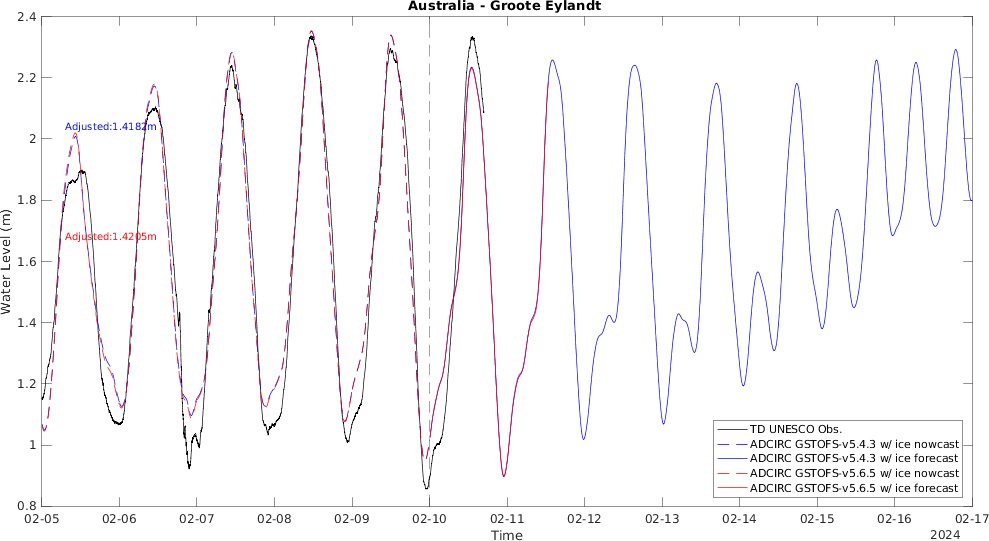 Australia - Groote Eylandt
2.4
2.2
2
1.8
1.6
1.4
1.2
1
0.8
Water Level (m)
Adjusted:1.4182m
Adjusted:1.4205m
TD UNESCO Obs.
ADCIRC GSTOFS-v5.4.3 w/ ice nowcast
ADCIRC GSTOFS-v5.4.3 w/ ice forecast
ADCIRC GSTOFS-v5.6.5 w/ ice nowcast
ADCIRC GSTOFS-v5.6.5 w/ ice forecast
02-05 02-06 02-07 02-08 02-09 02-10 02-11 02-12 02-13 02-14 02-15 02-16 02-17
Time
2024